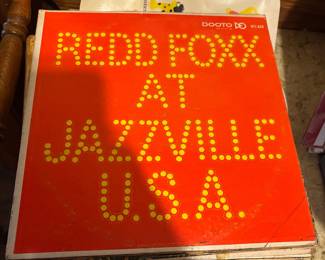 DOOTO
REDD FOXX
AT
JAZZVILLE
U.S.A.